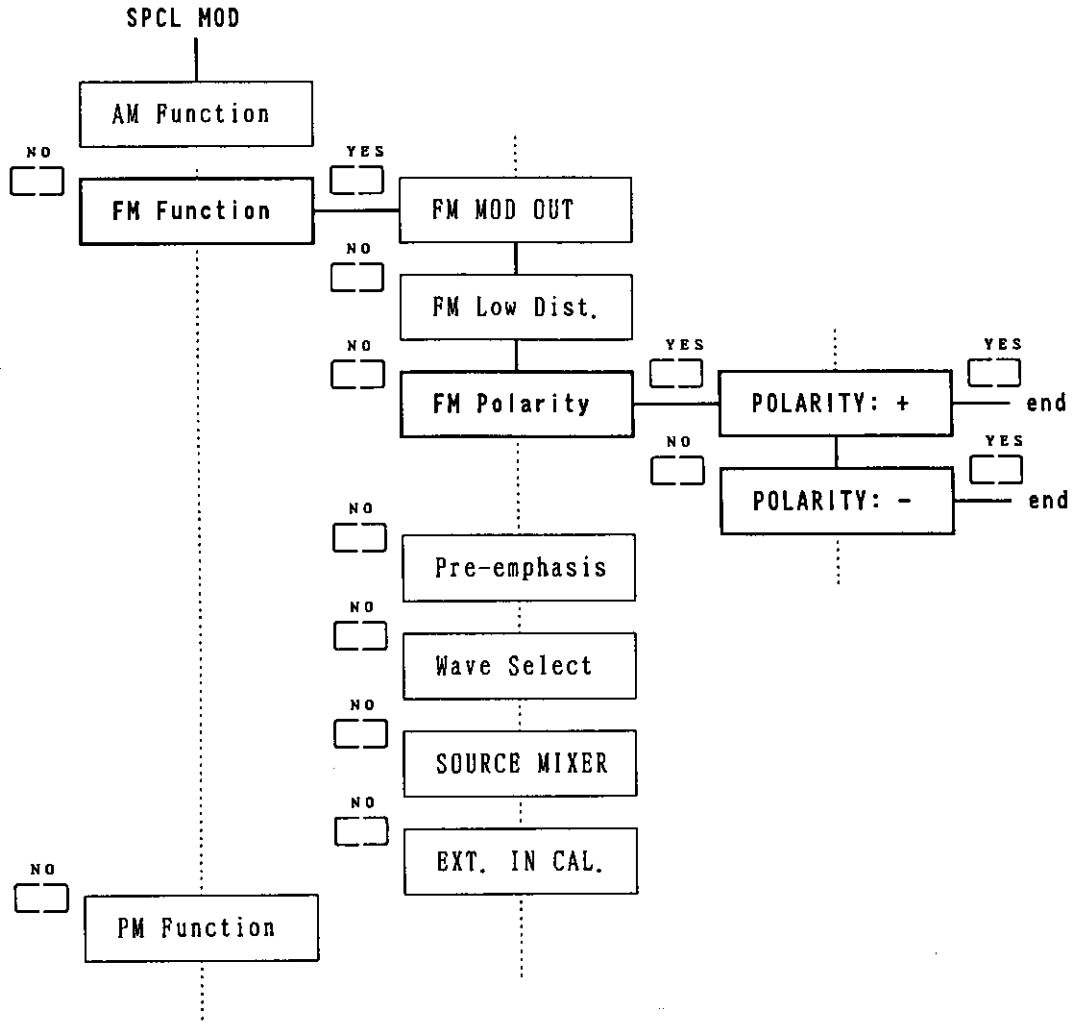 SPCL MOD
AM Function
NO
YES
FM Function
FM MOD OUT
NO
FM Low Dist.
NO
YES
YES
FM Polarity
POLARITY: +
end
NO
YES
POLARITY: -
end
NO
Pre-emphasis
NO
Wave Select
NO
SOURCE MIXER
NO
EXT. IN CAL.
NO
PM Function